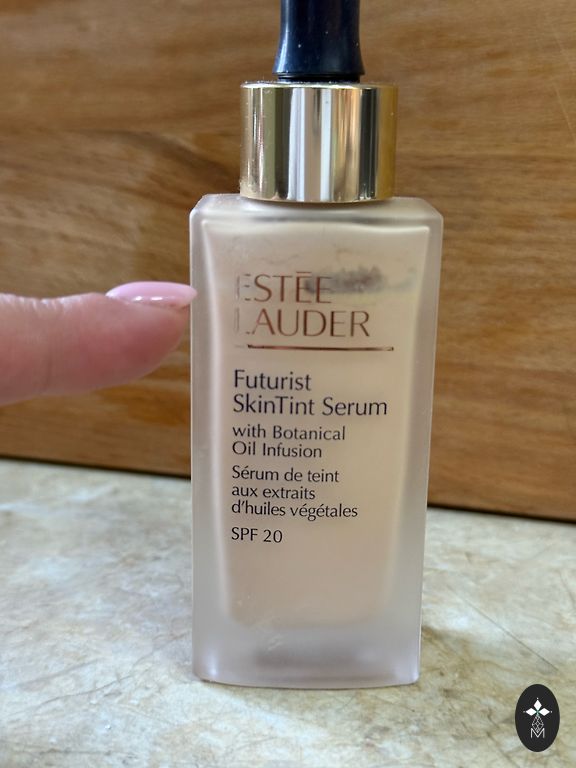 ESTĒE
LAUDER
Futurist
SkinTint Serum
with Botanical
Oil Infusion
Sérum de teint
aux extraits
d'huiles végétales
SPF 20
M